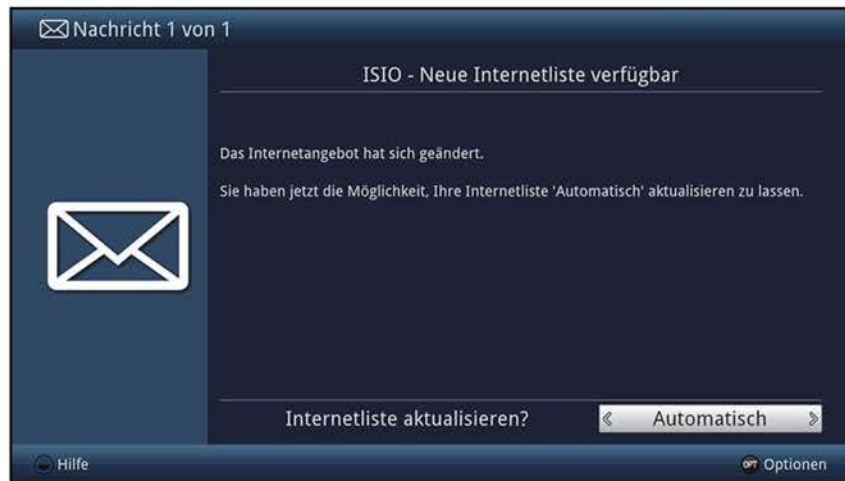 Nachricht 1 von 1
ISIO - Neue Internetliste verfügbar
Das Internetangebot hat sich geändert.
Sie haben jetzt die Möglichkeit, Ihre Internetliste 'Automatisch' aktualisieren zu lassen.
Internetliste aktualisieren? « Automatisch »
Hilfe OPT Optionen